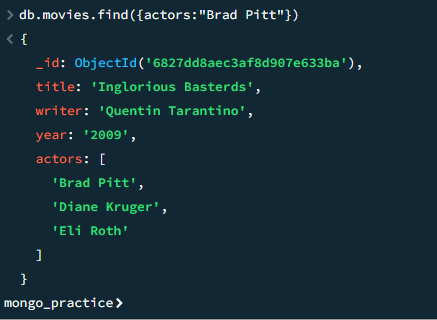 > db.movies.find({actors:"Brad Pitt"})
< {
_id: ObjectId('6827dd8aec3af8d907e633ba'),
title: 'Inglorious Basterds',
writer: 'Quentin Tarantino',
year: '2009',
actors: [
'Brad Pitt',
'Diane Kruger',
'Eli Roth'
]
}
mongo_practice>